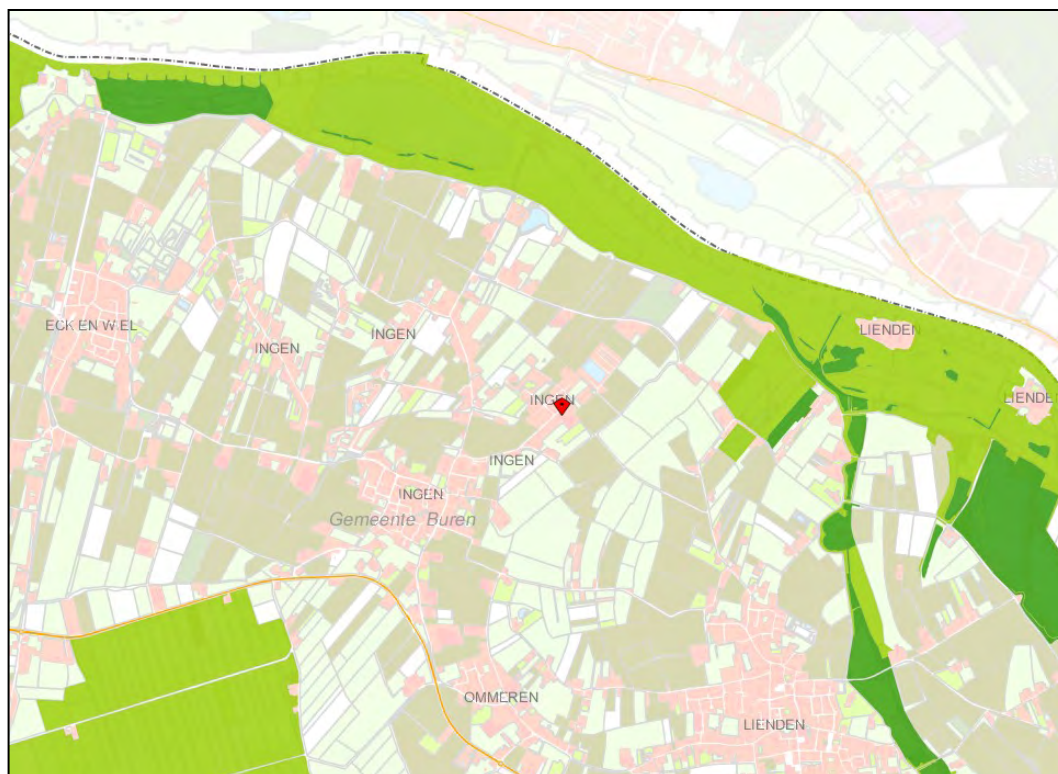 ECK EN WIEL
INGEN
INGEN
LIENDEN
INGEN
LIENDE
INGEN
INGEN
Gemeente Buren
OMMEREN
LIENDEN